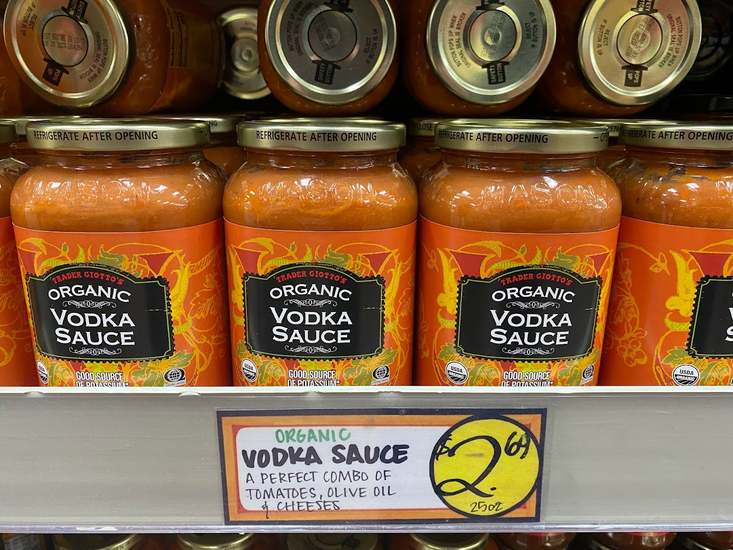 REFRIGERATE AFTER OPENING
REFRIGERATE AFTER OPENING
REFRIGERATE AFTER OPENING
REFRIGERATE AFTER OPENING
TRADER GIOTTO'S
ORGANIC
VODKA
SAUCE
GOOD SOURCE
OF POTASSIUM*
TRADER GIOTTO'S
ORGANIC
VODKA
SAUCE
GOOD SOURCE
OF POTASSIUM*
USDA
TRADER GIOTTO'S
ORGANIC
VODKA
SAUCE
USDA
GOOD SOURCE
OF POTASSIUM*
USDA
ORGANIC
VODKA SAUCE
A PERFECT COMBO OF
TOMATOES, OLIVE OIL
& CHEESES
$2.69
25oz